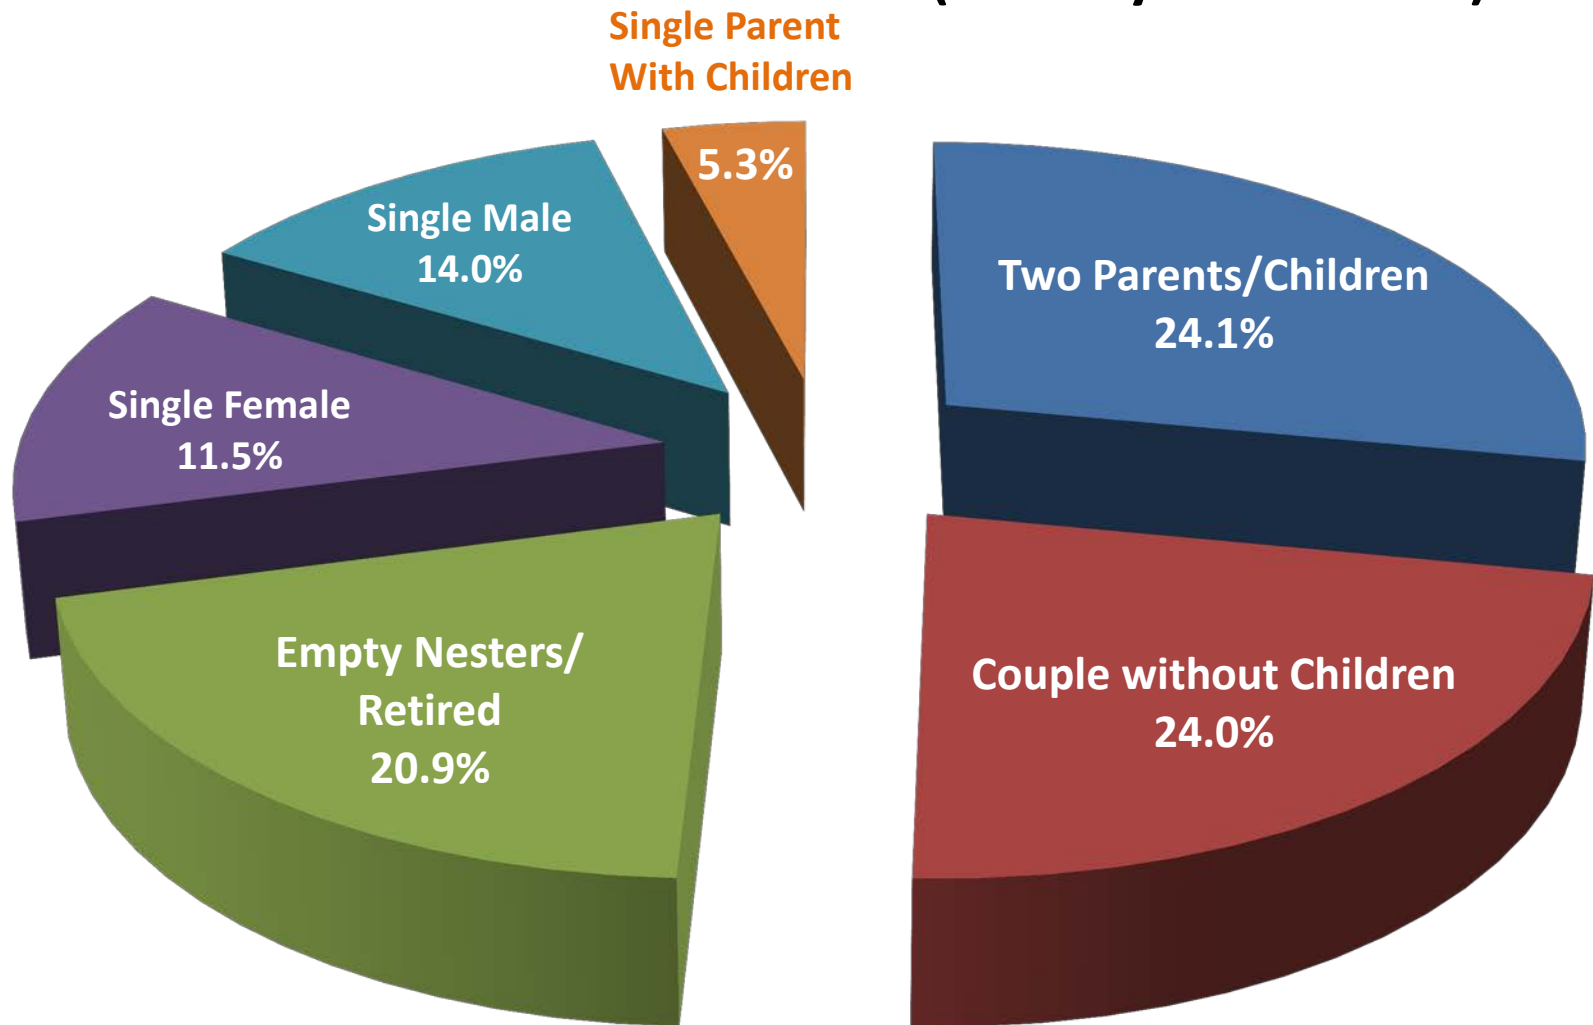 Single Parent
With Children
5.3%
Single Male
14.0%
Two Parents/Children
24.1%
Single Female
11.5%
Empty Nesters/
Retired
20.9%
Couple without Children
24.0%